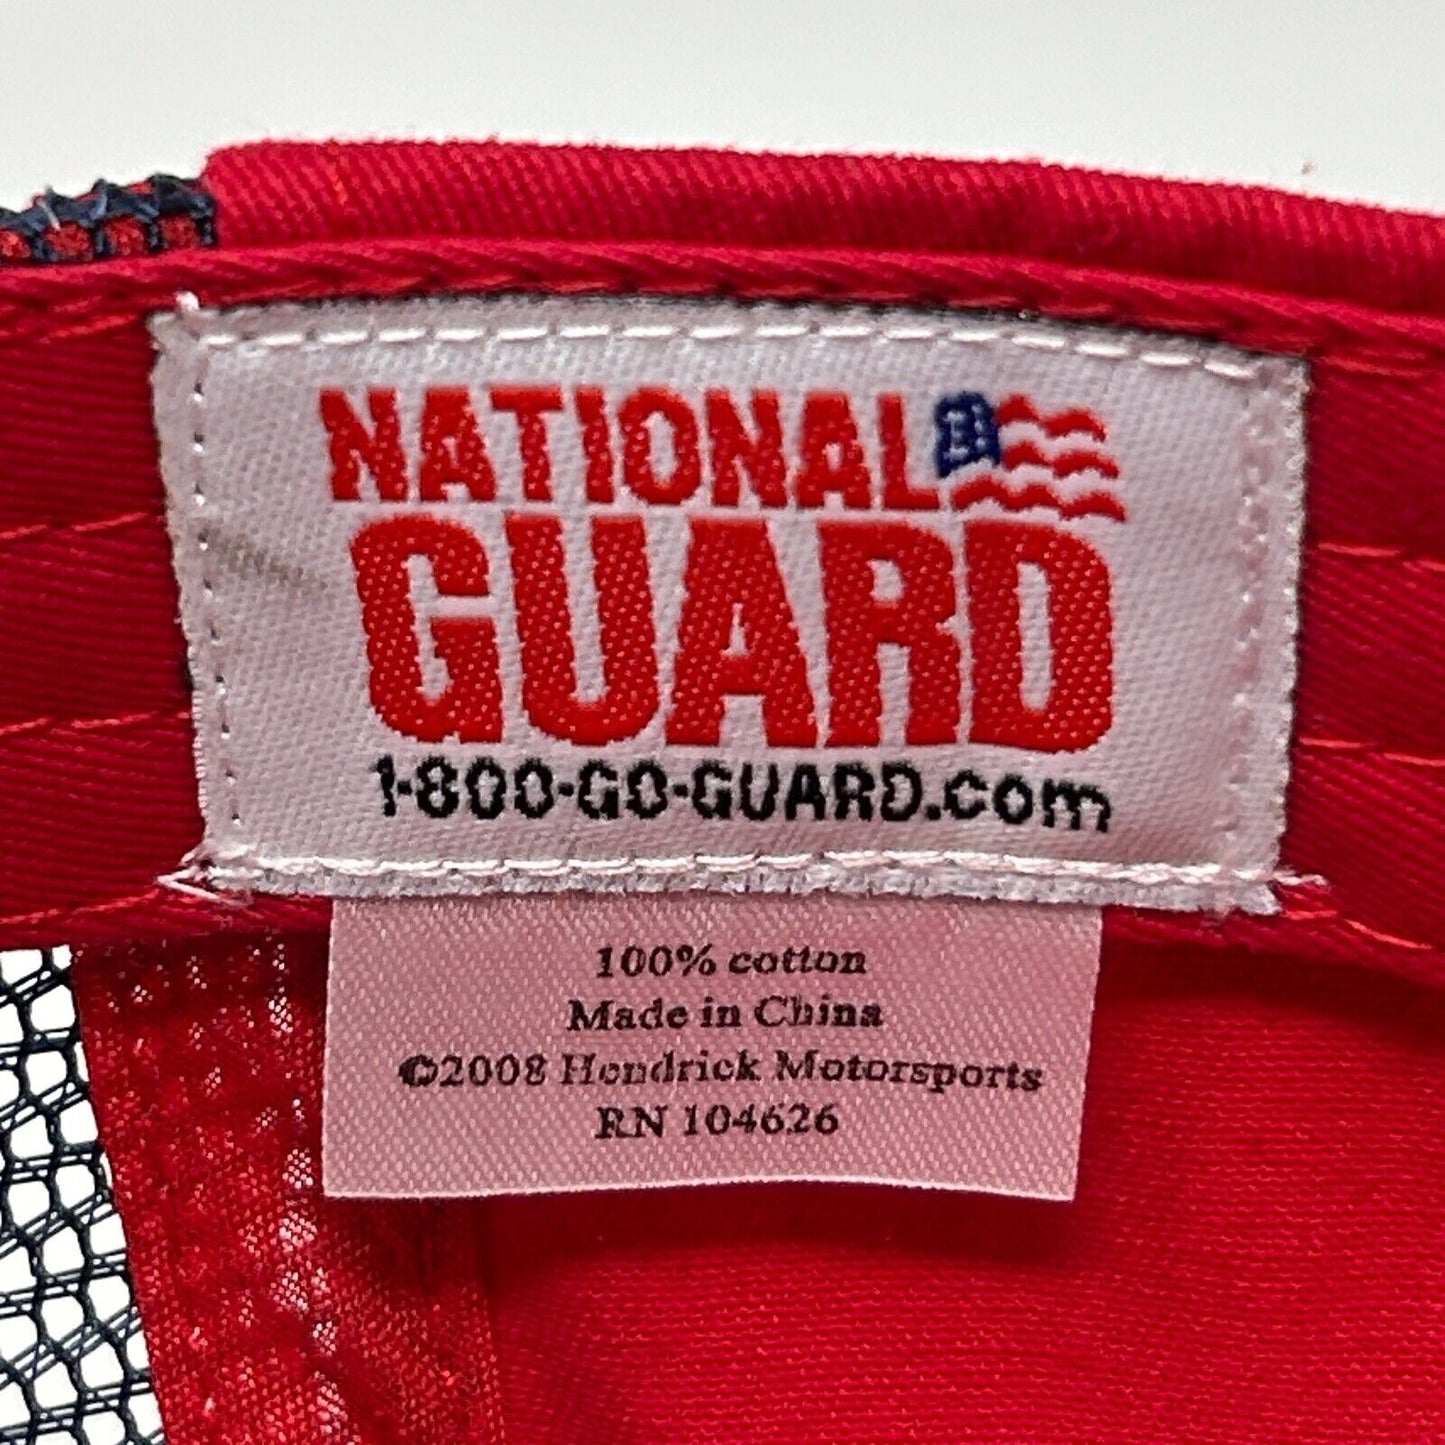 NATIONAL
GUARD
1-800-GO-GUARD.com
100% cotton
Made in China
©2008 Hendrick Motorsports
RN 104626